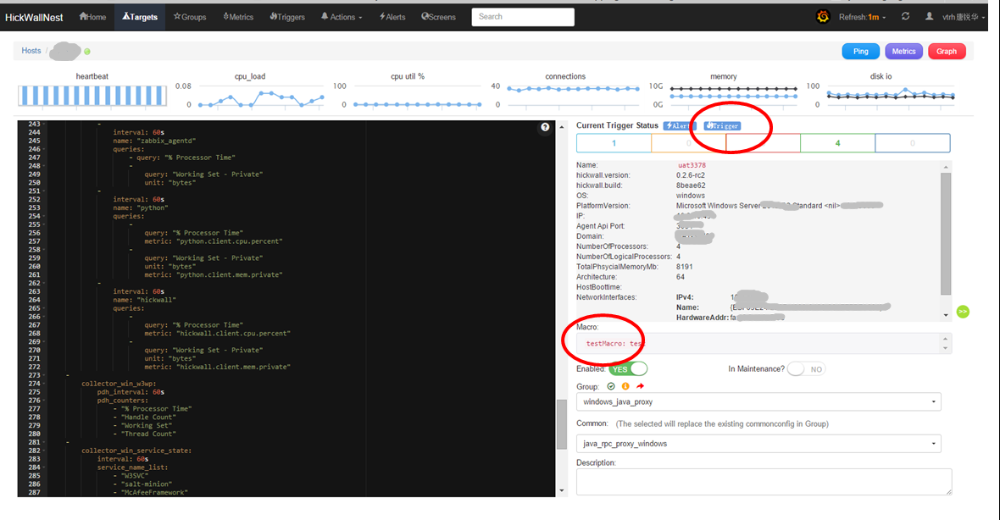 HickWallNest Home Targets Groups Metrics Triggers Actions Alerts Screens Search Refresh:1m vtrh唐锐华
Hosts / Ping Metrics Graph
heartbeat cpu_load cpu util % connections memory disk io
0.08 100 40 10G 100
0 0 0 0G 0
243 -
244 interval: 60s
245 name: "zabbix_agentd"
246 queries:
247 - query: "% Processor Time"
248 -
249 query: "Working Set - Private"
250 unit: "bytes"
251 -
252 interval: 60s
253 name: "python"
254 queries:
255 -
256 query: "% Processor Time"
257 metric: "python.client.cpu.percent"
258 -
259 query: "Working Set - Private"
260 unit: "bytes"
261 metric: "python.client.mem.private"
262 -
263 interval: 60s
264 name: "hickwall"
265 queries:
266 -
267 query: "% Processor Time"
268 metric: "hickwall.client.cpu.percent"
269 -
270 query: "Working Set - Private"
271 unit: "bytes"
272 metric: "hickwall.client.mem.private"
273 -
274 collector_win_w3wp:
275 pdh_interval: 60s
276 pdh_counters:
277 - "% Processor Time"
278 - "Handle Count"
279 - "Working Set"
280 - "Thread Count"
281 -
282 collector_win_service_state:
283 interval: 60s
284 service_name_list:
285 - "W3SVC"
286 - "salt-minion"
287 - "McAfeeFramework"
?
Current Trigger Status Alert Trigger
1 0 4 0
Name: uat3378
hickwall.version: 0.2.6-rc2
hickwall.build: 8beae62
OS: windows
PlatformVersion: Microsoft Windows Server Standard <nil>
IP:
Agent Api Port:
Domain:
NumberOfProcessors: 4
NumberOfLogicalProcessors: 4
TotalPhsycialMemoryMb: 8191
Architecture: 64
HostBoottime:
NetworkInterfaces: IPv4:
Name:
HardwareAddr: fa
>>
Macro:
testMacro: test
Enabled: YES In Maintenance? NO
Group:
windows_java_proxy
Common: (The selected will replace the existing commonconfig in Group)
java_rpc_proxy_windows
Description: